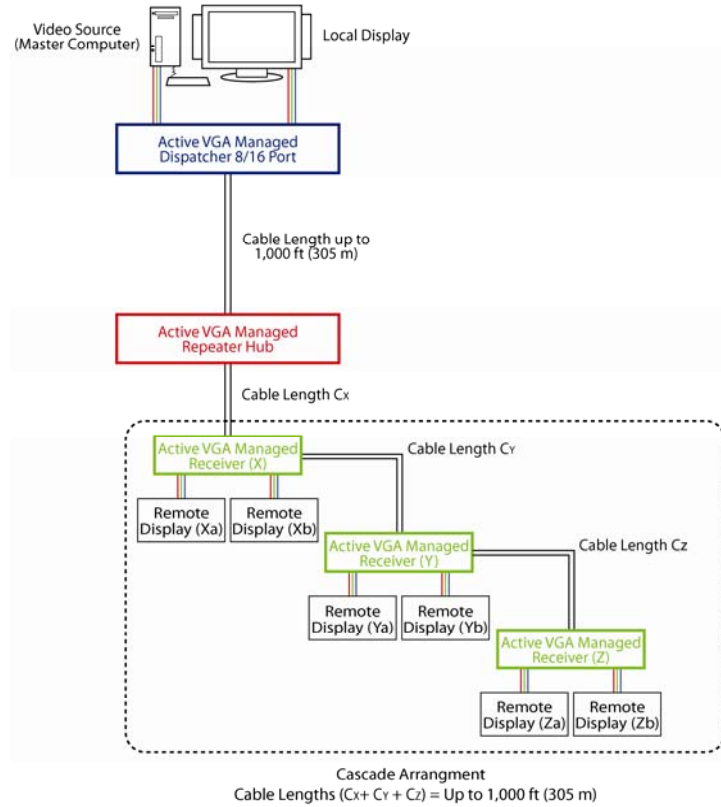 Video Source
(Master Computer)
Local Display
Active VGA Managed
Dispatcher 8/16 Port
Cable Length up to
1,000 ft (305 m)
Active VGA Managed
Repeater Hub
Cable Length Cx
Active VGA Managed
Receiver (X)
Cable Length CY
Remote
Display (Xa)
Remote
Display (Xb)
Active VGA Managed
Receiver (Y)
Cable Length Cz
Remote
Display (Ya)
Remote
Display (Yb)
Active VGA Managed
Receiver (Z)
Remote
Display (Za)
Remote
Display (Zb)
Cascade Arrangment
Cable Lengths (Cx+ CY + Cz) = Up to 1,000 ft (305 m)